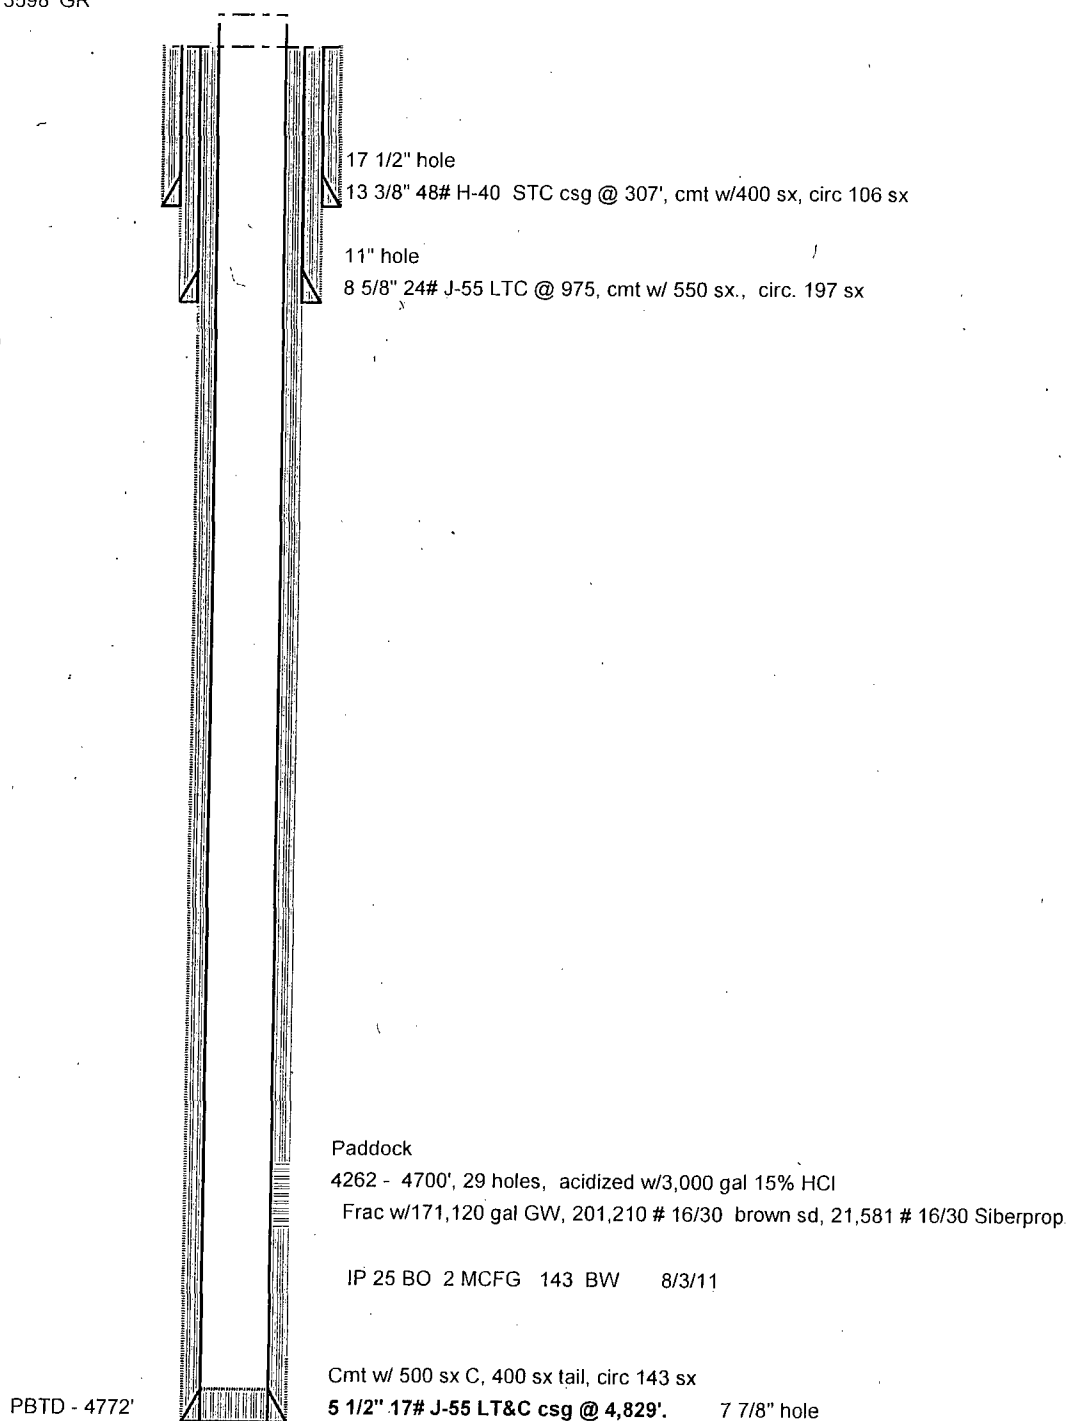 3598' GR
17 1/2" hole
13 3/8" 48# H-40 STC csg @ 307', cmt w/400 sx, circ 106 sx
11" hole
8 5/8" 24# J-55 LTC @ 975, cmt w/ 550 sx., circ. 197 sx
Paddock
4262 - 4700', 29 holes, acidized w/3,000 gal 15% HCl
Frac w/171,120 gal GW, 201,210 # 16/30 brown sd, 21,581 # 16/30 Siberprop
IP 25 BO 2 MCFG 143 BW 8/3/11
Cmt w/ 500 sx C, 400 sx tail, circ 143 sx
PBTD - 4772' 5 1/2" 17# J-55 LT&C csg @ 4,829'. 7 7/8" hole